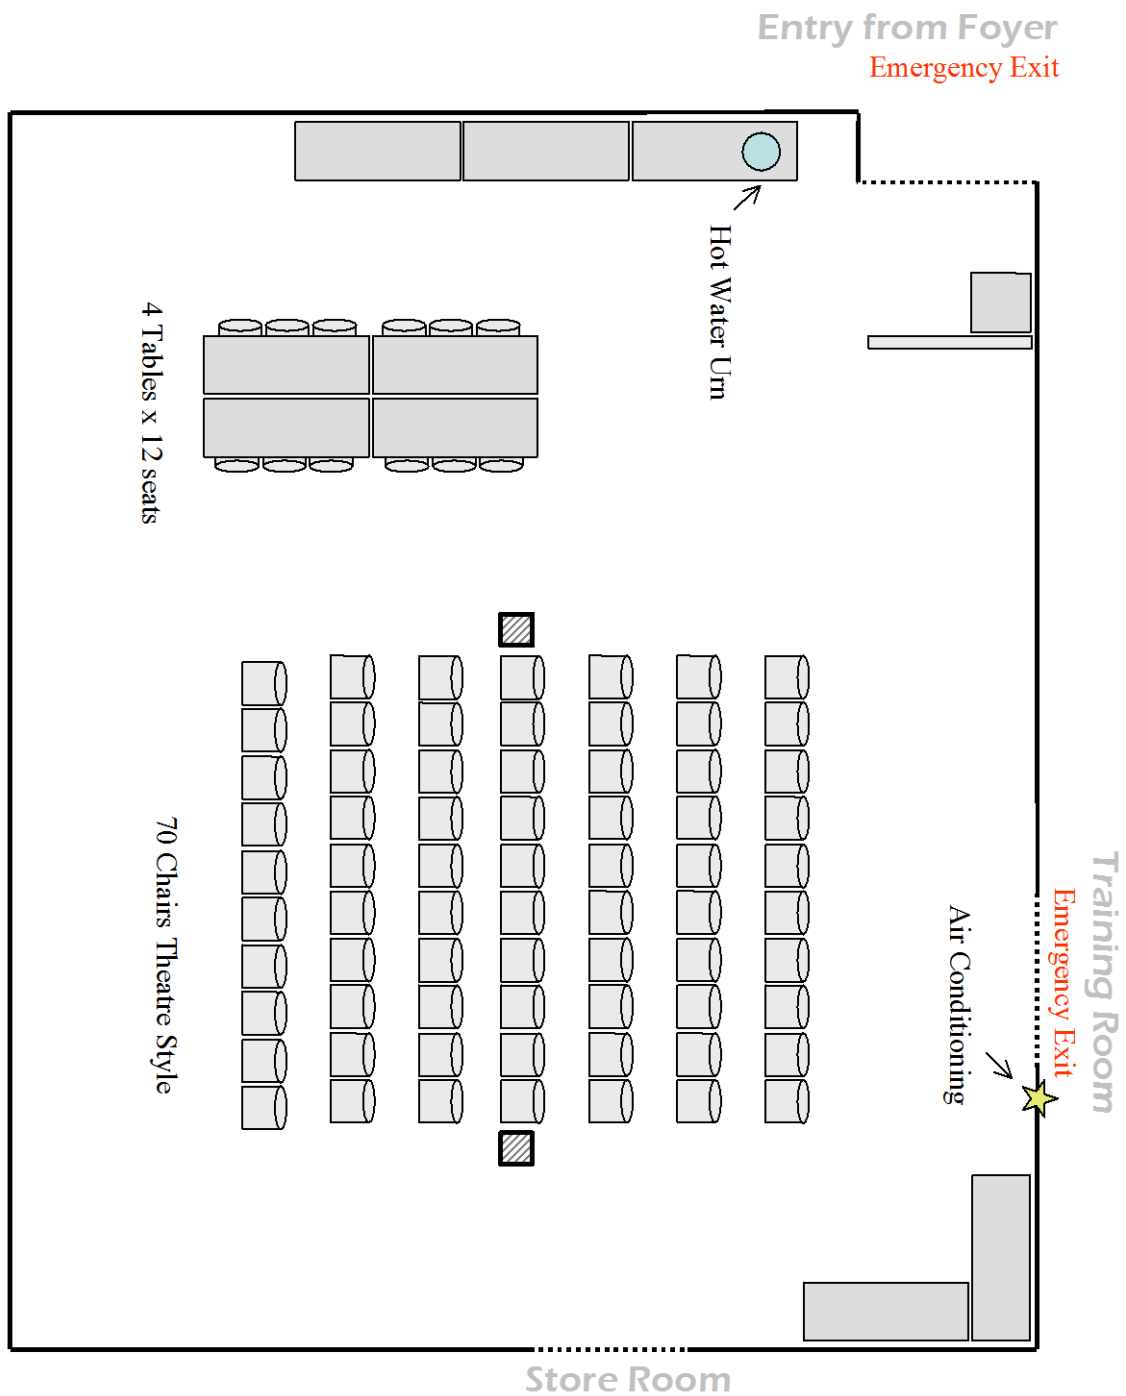 Entry from Foyer
Emergency Exit
Hot Water Urn
4 Tables x 12 seats
70 Chairs Theatre Style
Air Conditioning
Emergency Exit
Training Room
Store Room